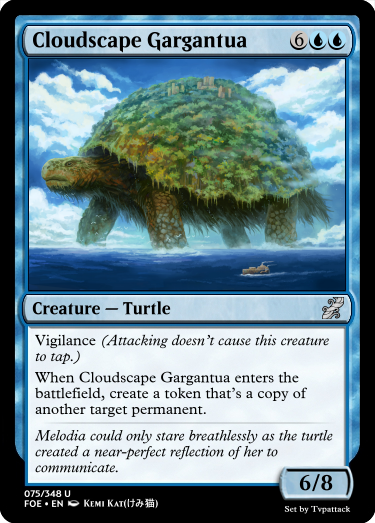 Cloudscape Gargantua 6
Creature — Turtle
Vigilance (Attacking doesn't cause this creature
to tap.)
When Cloudscape Gargantua enters the
battlefield, create a token that's a copy of
another target permanent.
Melodia could only stare breathlessly as the turtle
created a near-perfect reflection of her to
communicate.
6/8
075/348 U
FOE • EN Kemi Kat(けみ猫)
Set by Tvpattack